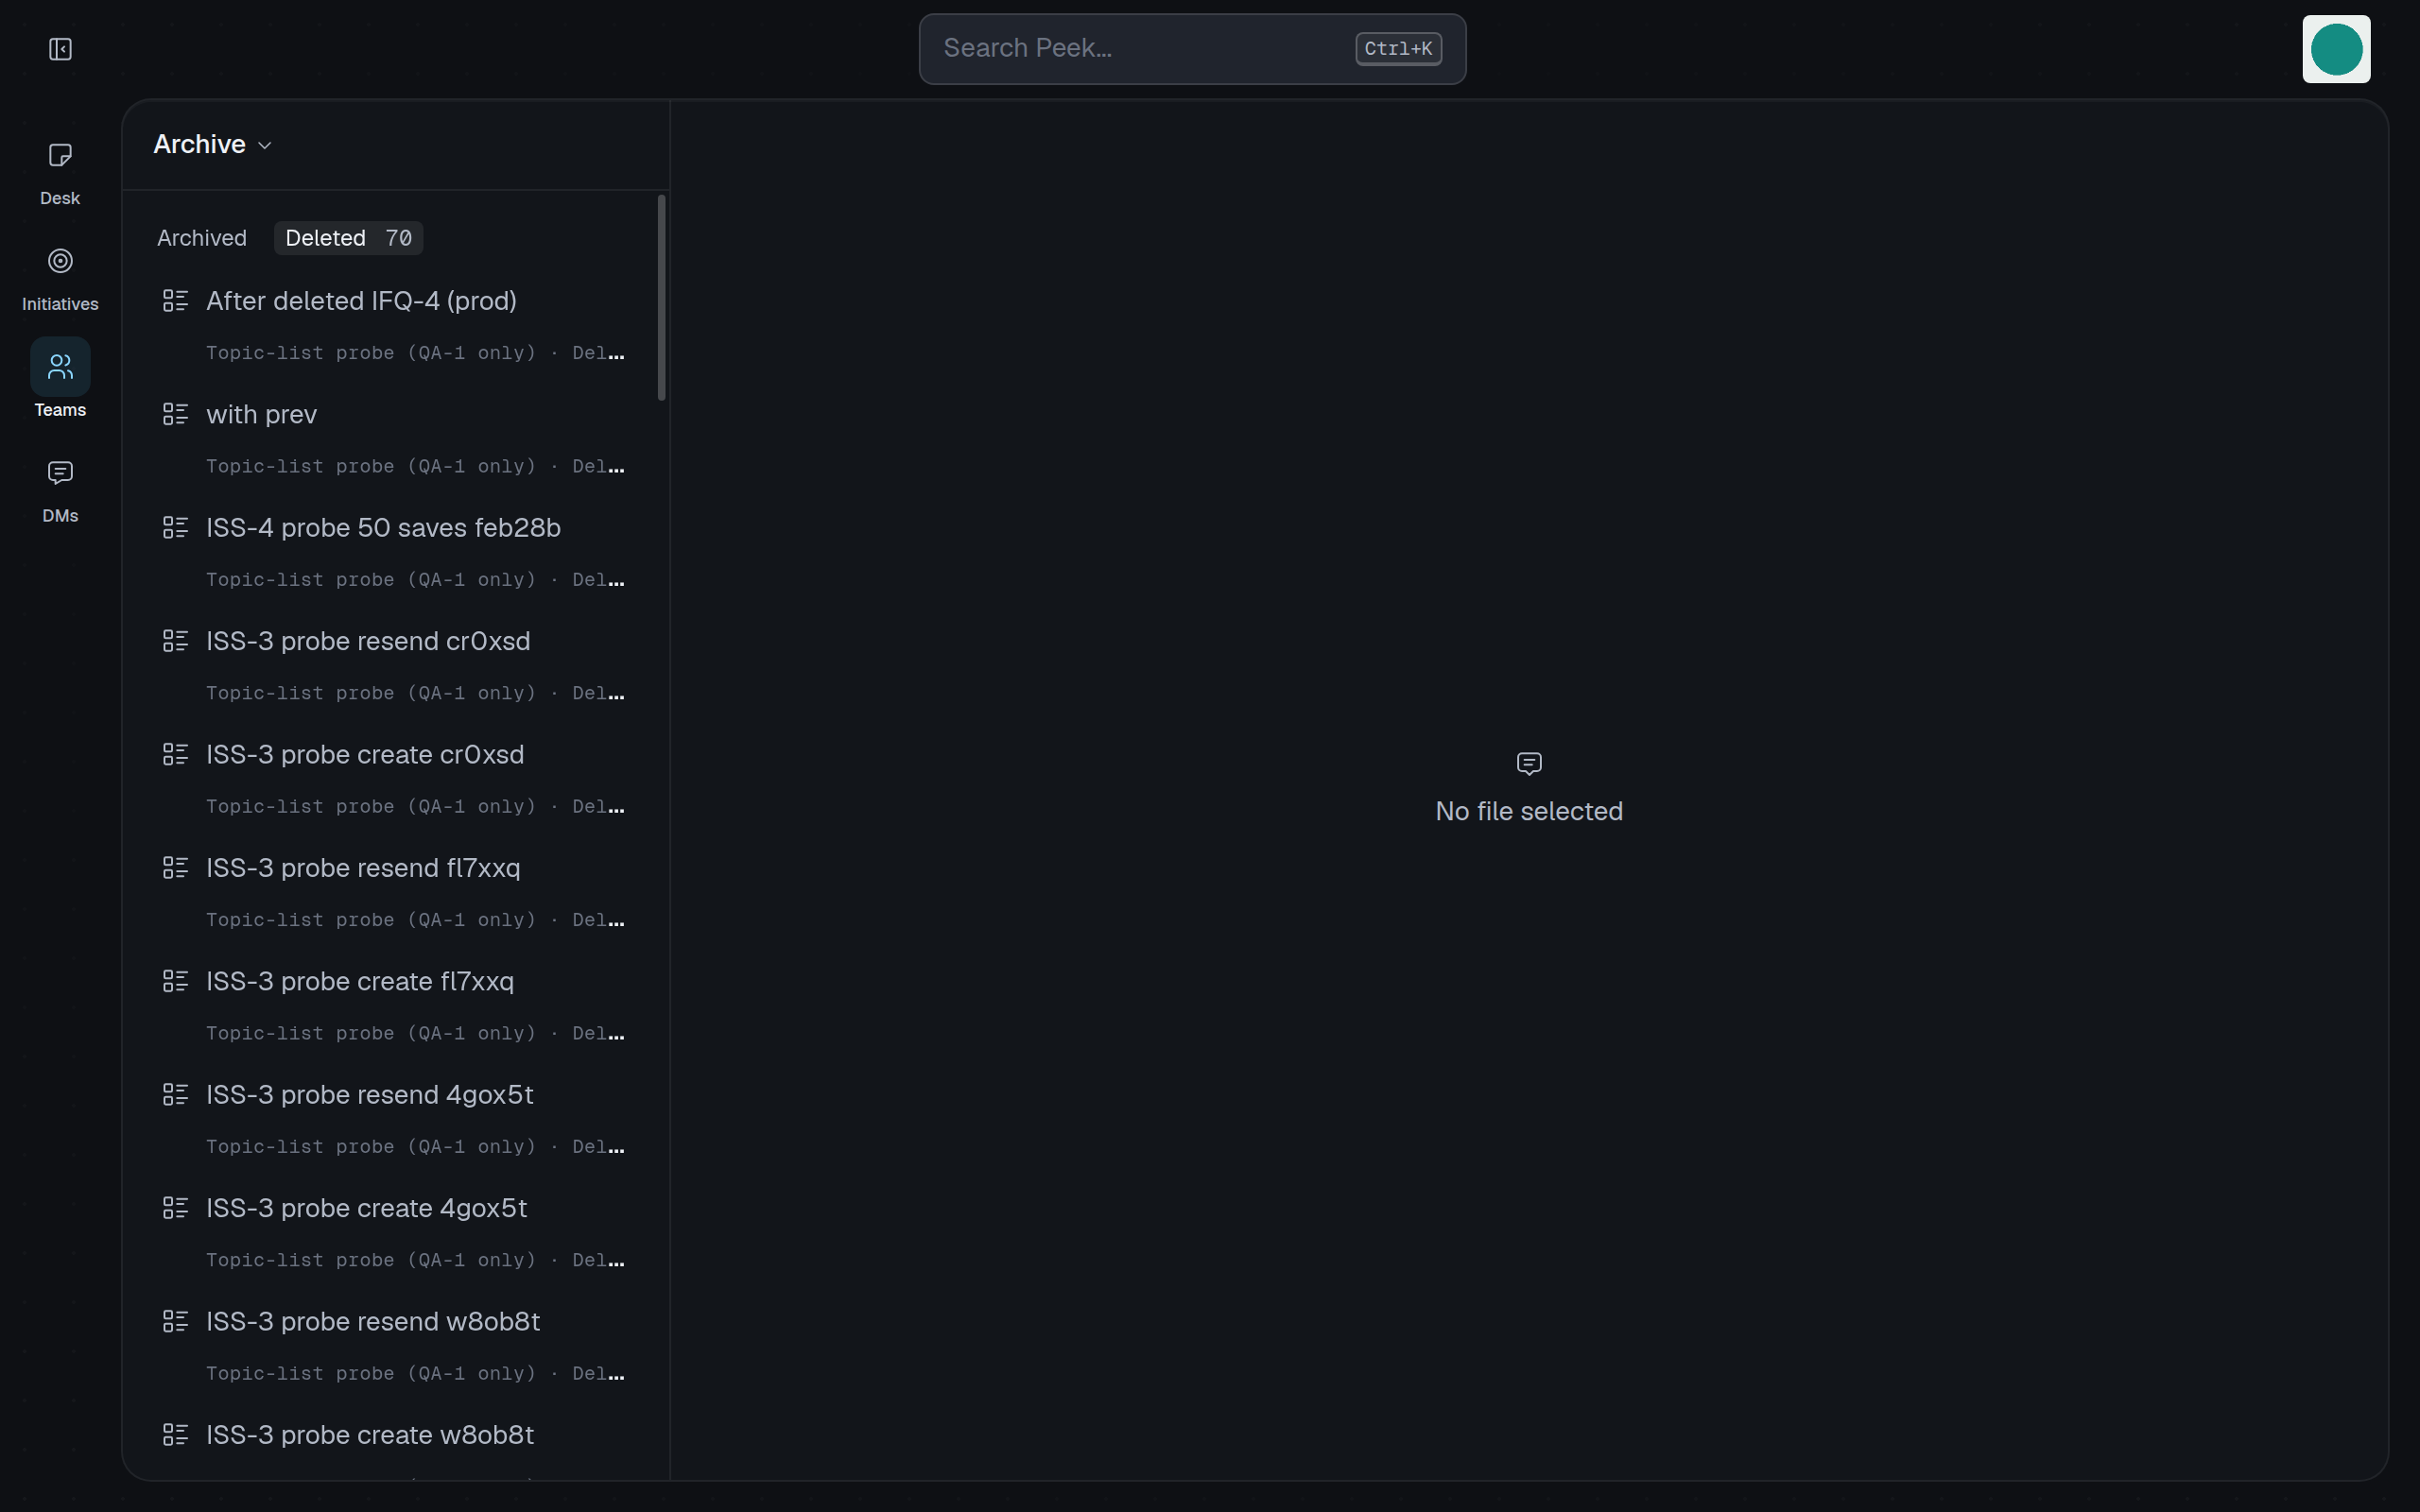 Search Peek... Ctrl+K
Desk
Initiatives
Teams
DMs
Archive
Archived Deleted 70
After deleted IFQ-4 (prod)
Topic-list probe (QA-1 only) · Del...
with prev
Topic-list probe (QA-1 only) · Del...
ISS-4 probe 50 saves feb28b
Topic-list probe (QA-1 only) · Del...
ISS-3 probe resend cr0xsd
Topic-list probe (QA-1 only) · Del...
ISS-3 probe create cr0xsd
Topic-list probe (QA-1 only) · Del...
ISS-3 probe resend fl7xxq
Topic-list probe (QA-1 only) · Del...
ISS-3 probe create fl7xxq
Topic-list probe (QA-1 only) · Del...
ISS-3 probe resend 4gox5t
Topic-list probe (QA-1 only) · Del...
ISS-3 probe create 4gox5t
Topic-list probe (QA-1 only) · Del...
ISS-3 probe resend w8ob8t
Topic-list probe (QA-1 only) · Del...
ISS-3 probe create w8ob8t
No file selected